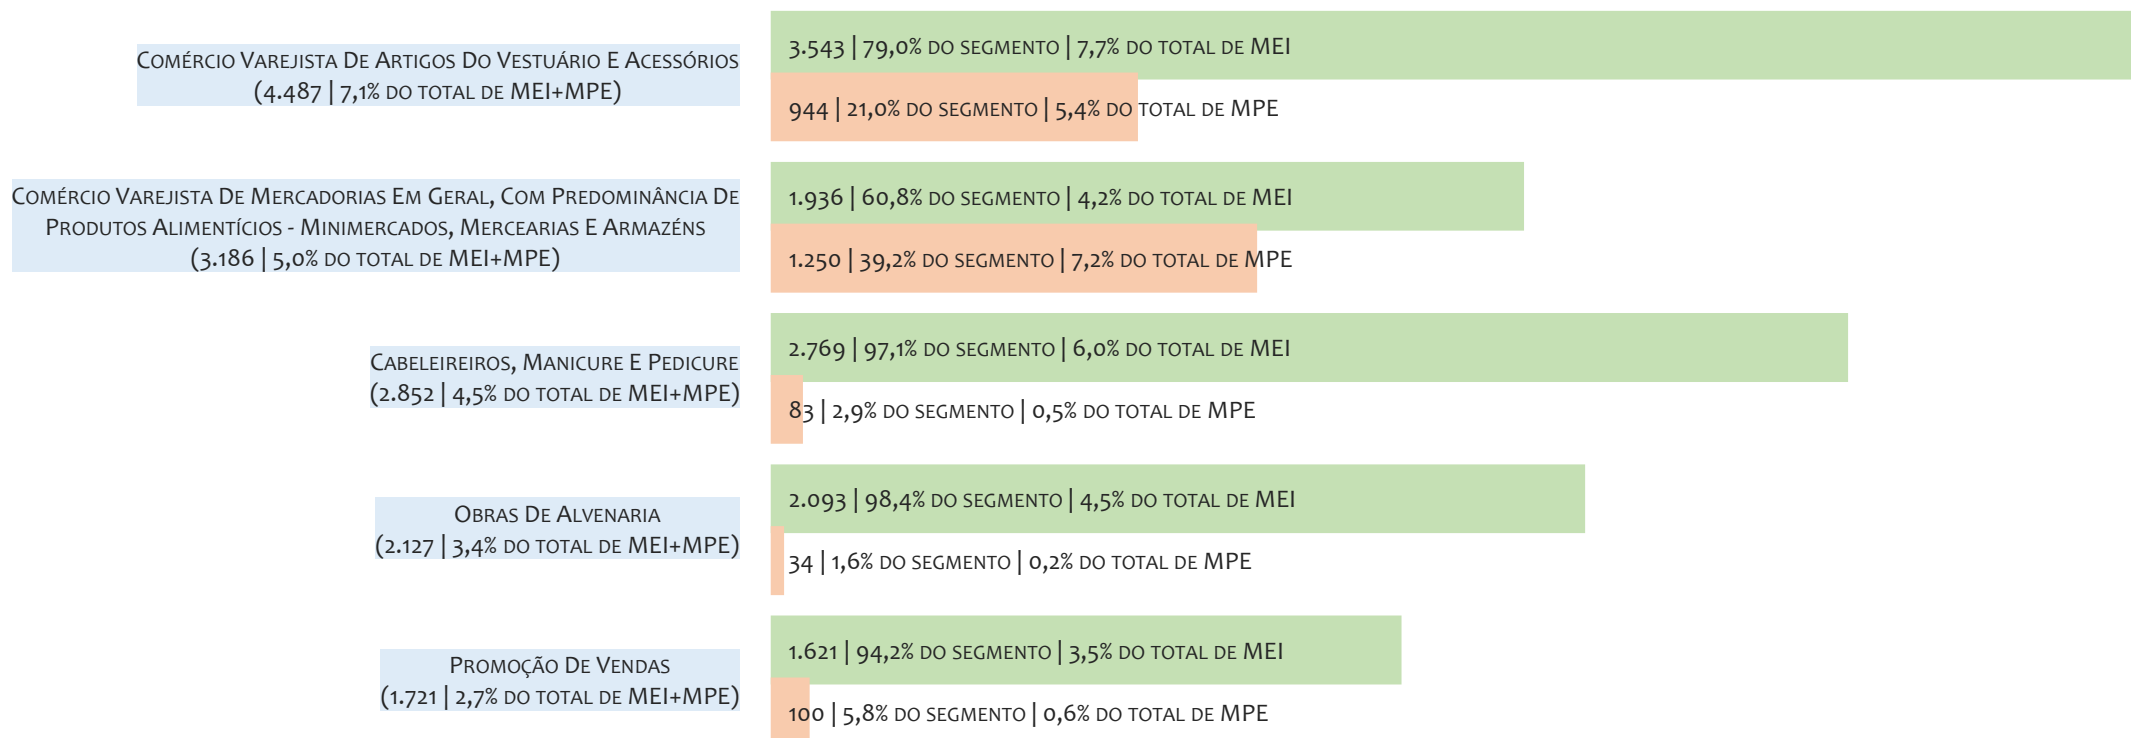 Comércio Varejista De Artigos Do Vestuário E Acessórios
(4.487 | 7,1% do total de MEI+MPE)
3.543 | 79,0% do segmento | 7,7% do total de MEI
944 | 21,0% do segmento | 5,4% do total de MPE
Comércio Varejista De Mercadorias Em Geral, Com Predominância De
Produtos Alimentícios - Minimercados, Mercearias E Armazéns
(3.186 | 5,0% do total de MEI+MPE)
1.936 | 60,8% do segmento | 4,2% do total de MEI
1.250 | 39,2% do segmento | 7,2% do total de MPE
Cabeleireiros, Manicure E Pedicure
(2.852 | 4,5% do total de MEI+MPE)
2.769 | 97,1% do segmento | 6,0% do total de MEI
83 | 2,9% do segmento | 0,5% do total de MPE
Obras De Alvenaria
(2.127 | 3,4% do total de MEI+MPE)
2.093 | 98,4% do segmento | 4,5% do total de MEI
34 | 1,6% do segmento | 0,2% do total de MPE
Promoção De Vendas
(1.721 | 2,7% do total de MEI+MPE)
1.621 | 94,2% do segmento | 3,5% do total de MEI
100 | 5,8% do segmento | 0,6% do total de MPE